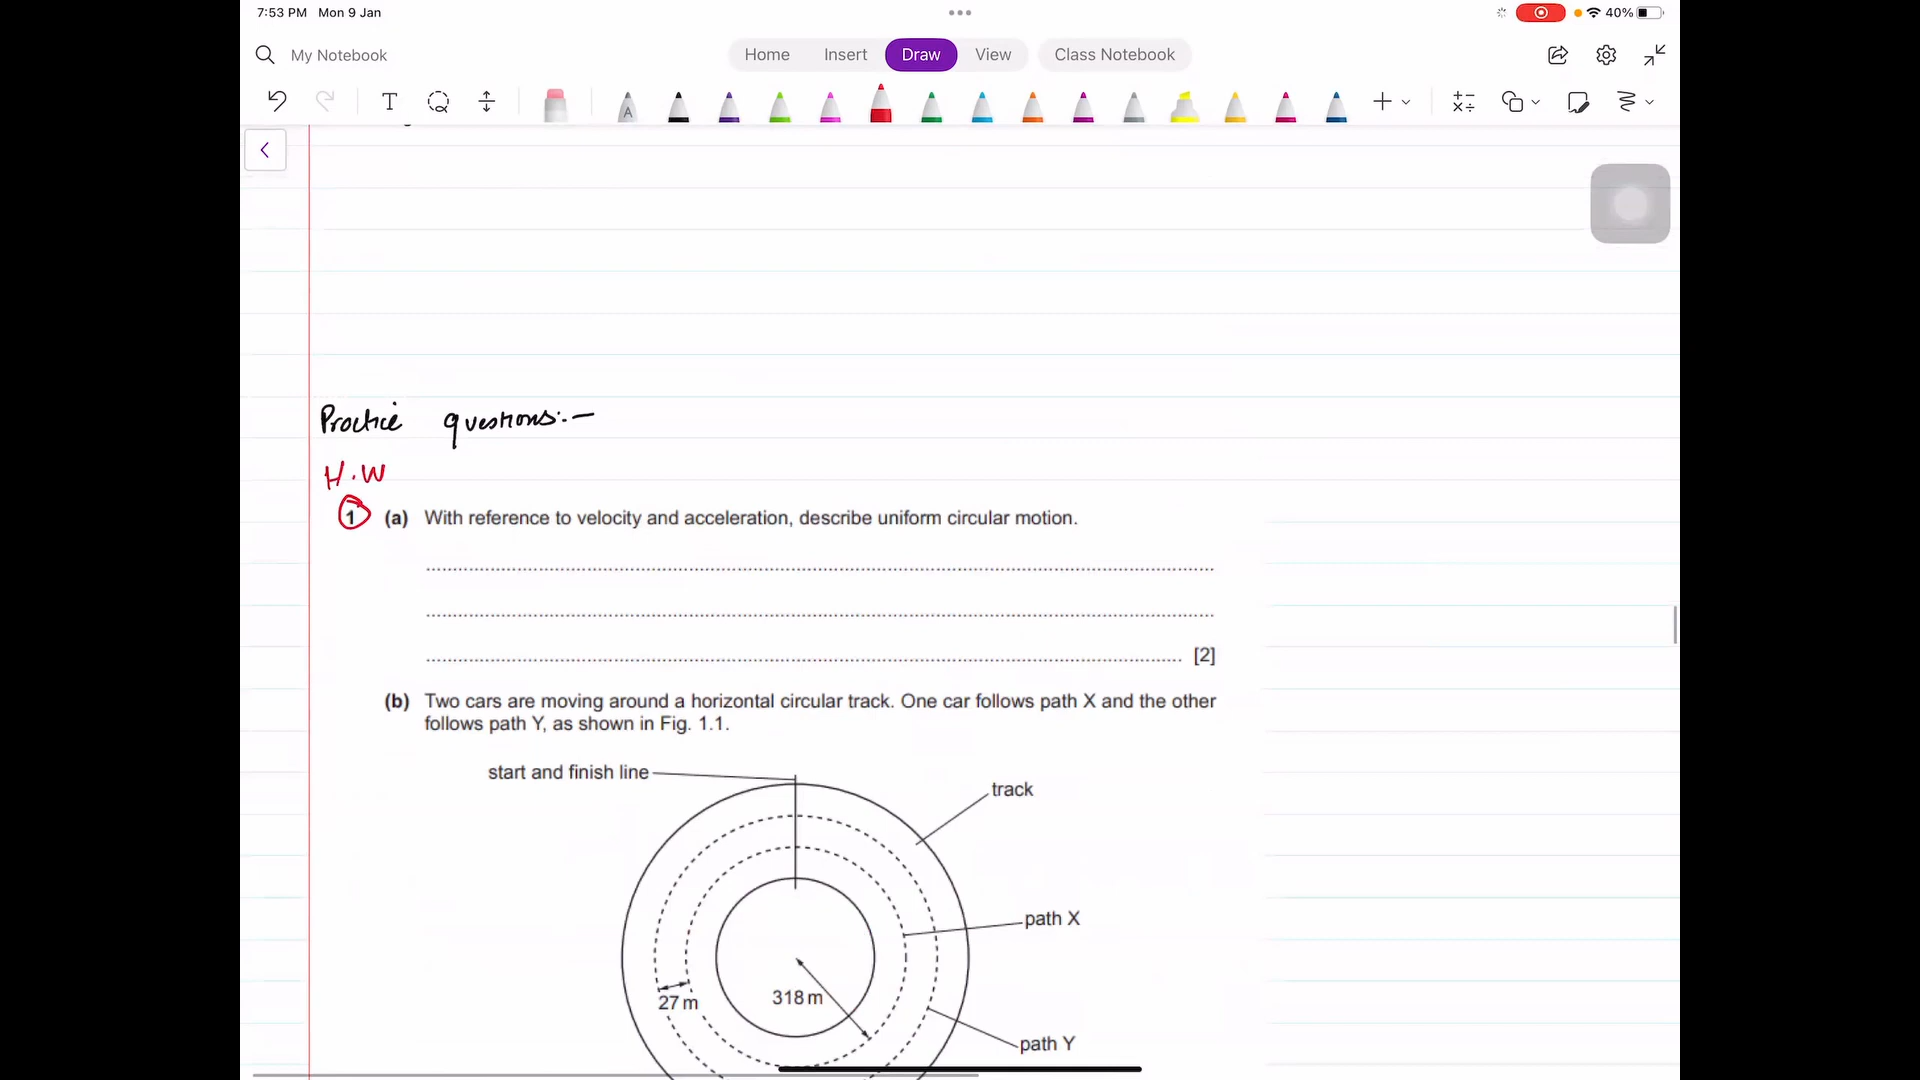 7:53 PM Mon 9 Jan
40%
My Notebook
Home Insert Draw View Class Notebook
T
A
Practice questions:-
H.W
1 (a) With reference to velocity and acceleration, describe uniform circular motion.
[2]
(b) Two cars are moving around a horizontal circular track. One car follows path X and the other
follows path Y, as shown in Fig. 1.1.
start and finish line
track
path X
27 m
318 m
path Y